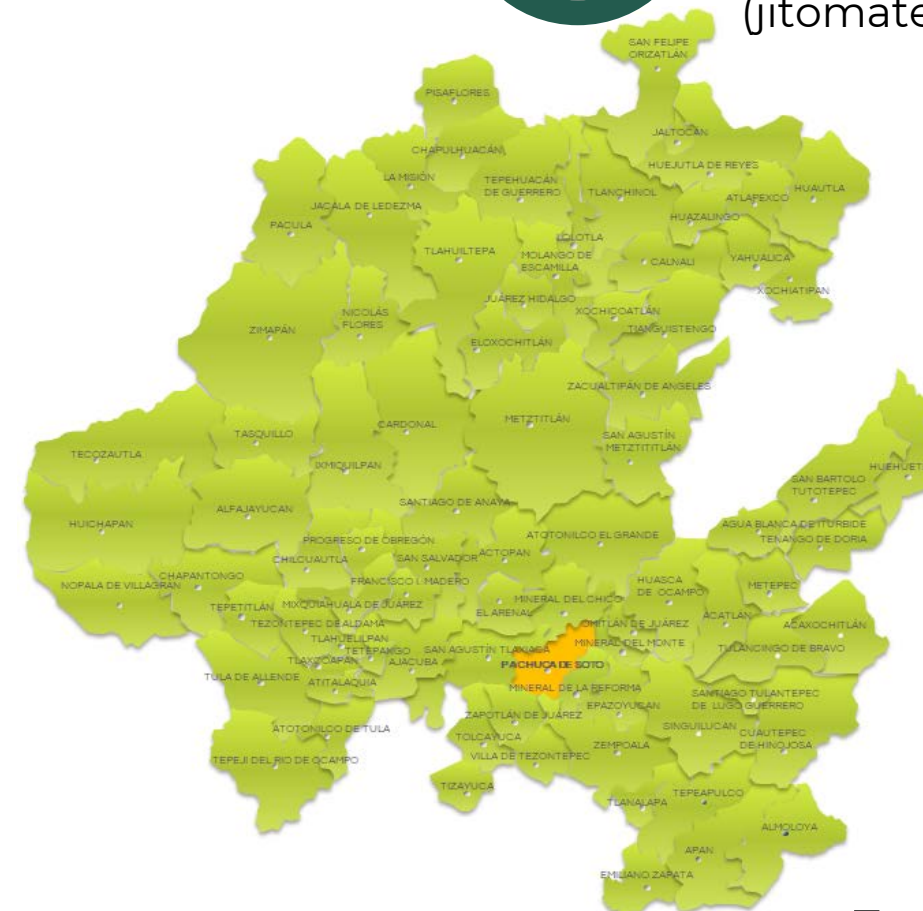 (jitomate
SAN FELIPE
ORIZATLÁN
PISAFLORES
JALTOCÁN
CHAPULHUACÁN
HUEJUTLA DE REYES
LA MISIÓN
TEPEHUACÁN
DE GUERRERO
TLANCHINOL
ATLAPEXCO
HUAUTLA
JACALA DE LEDEZMA
HUAZALINGO
PACULA
LOLOTLA
TLAHUILTEPA
MOLANGO DE
ESCAMILLA
CALNALI
YAHUALICA
XOCHIATIPAN
JUÁREZ HIDALGO
NICOLÁS
FLORES
XOCHICOATLÁN
ZIMAPÁN
TIANGUISTENGO
ELOXOCHITLÁN
ZACUALTIPÁN DE ANGELES
METZTITLÁN
CARDONAL
TASQUILLO
SAN AGUSTÍN
METZTITITLÁN
TECOZAUTLA
IXMIQUILPAN
HUEHUET
SAN BARTOLO
TUTOTEPEC
SANTIAGO DE ANAYA
ALFAJAYUCAN
HUICHAPAN
AGUA BLANCA DE ITURBIDE
ATOTONILCO EL GRANDE
TENANGO DE DORIA
PROGRESO DE OBREGÓN
ACTOPAN
SAN SALVADOR
CHILCUAUTLA
CHAPANTONGO
FRANCISCO I. MADERO
HUASCA
DE OCAMPO
NOPALA DE VILLAGRAN
METEPEC
MINERAL DEL CHICO
TEPETITLÁN
MIXQUIAHUALA DE JUÁREZ
EL ARENAL
ACATLÁN
TEZONTEPEC DE ALDAMA
OMITLÁN DE JUÁREZ
ACAXOCHITLÁN
TLAHUELILPAN
MINERAL DEL MONTE
TETEPANGO
SAN AGUSTÍN TLAXIACA
TULANCINGO DE BRAVO
TLAXCOAPAN
AJACUBA
PACHUCA DE SOTO
TULA DE ALLENDE
ATITALAQUIA
MINERAL DE LA REFORMA
SANTIAGO TULANTEPEC
DE LUGO GUERRERO
EPAZOYUCAN
ZAPOTLÁN DE JUÁREZ
SINGUILUCAN
ATOTONILCO DE TULA
CUAUTEPEC
DE HINOJOSA
TOLCAYUCA
ZEMPOALA
VILLA DE TEZONTEPEC
TEPEJI DEL RIO DE OCAMPO
TIZAYUCA
TEPEAPULCO
TLANALAPA
ALMOLOYA
APAN
EMILIANO ZAPATA